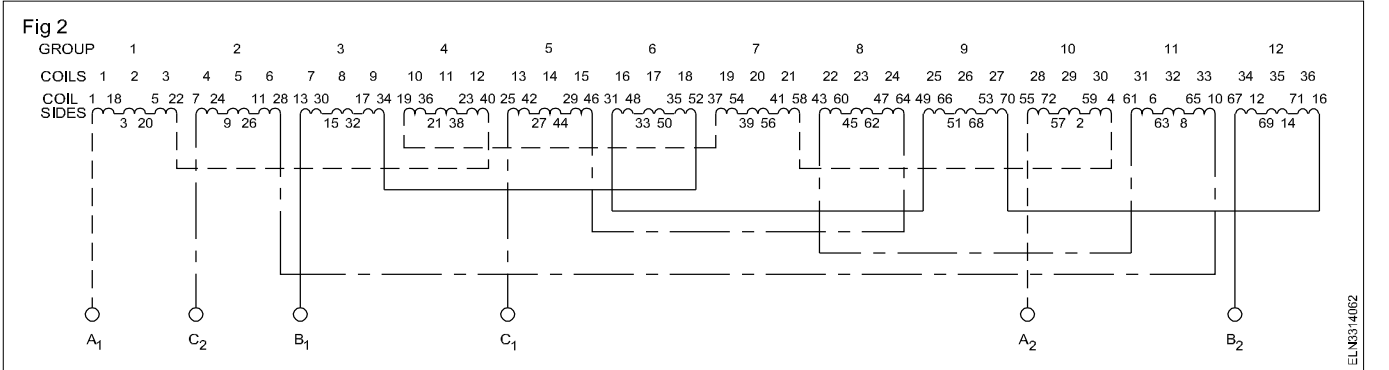 Fig 2
GROUP 1 2 3 4 5 6 7 8 9 10 11 12
COILS 1 2 3 4 5 6 7 8 9 10 11 12 13 14 15 16 17 18 19 20 21 22 23 24 25 26 27 28 29 30 31 32 33 34 35 36
COIL 1 18 5 22 7 24 11 28 13 30 17 34 19 36 23 40 25 42 29 46 31 48 35 52 37 54 41 58 43 60 47 64 49 66 53 70 55 72 59 4 61 6 65 10 67 12 71 16
SIDES 3 20 9 26 15 32 21 38 27 44 33 50 39 56 45 62 51 68 57 2 63 8 69 14
A1 C2 B1 C1 A2 B2
ELN3314062